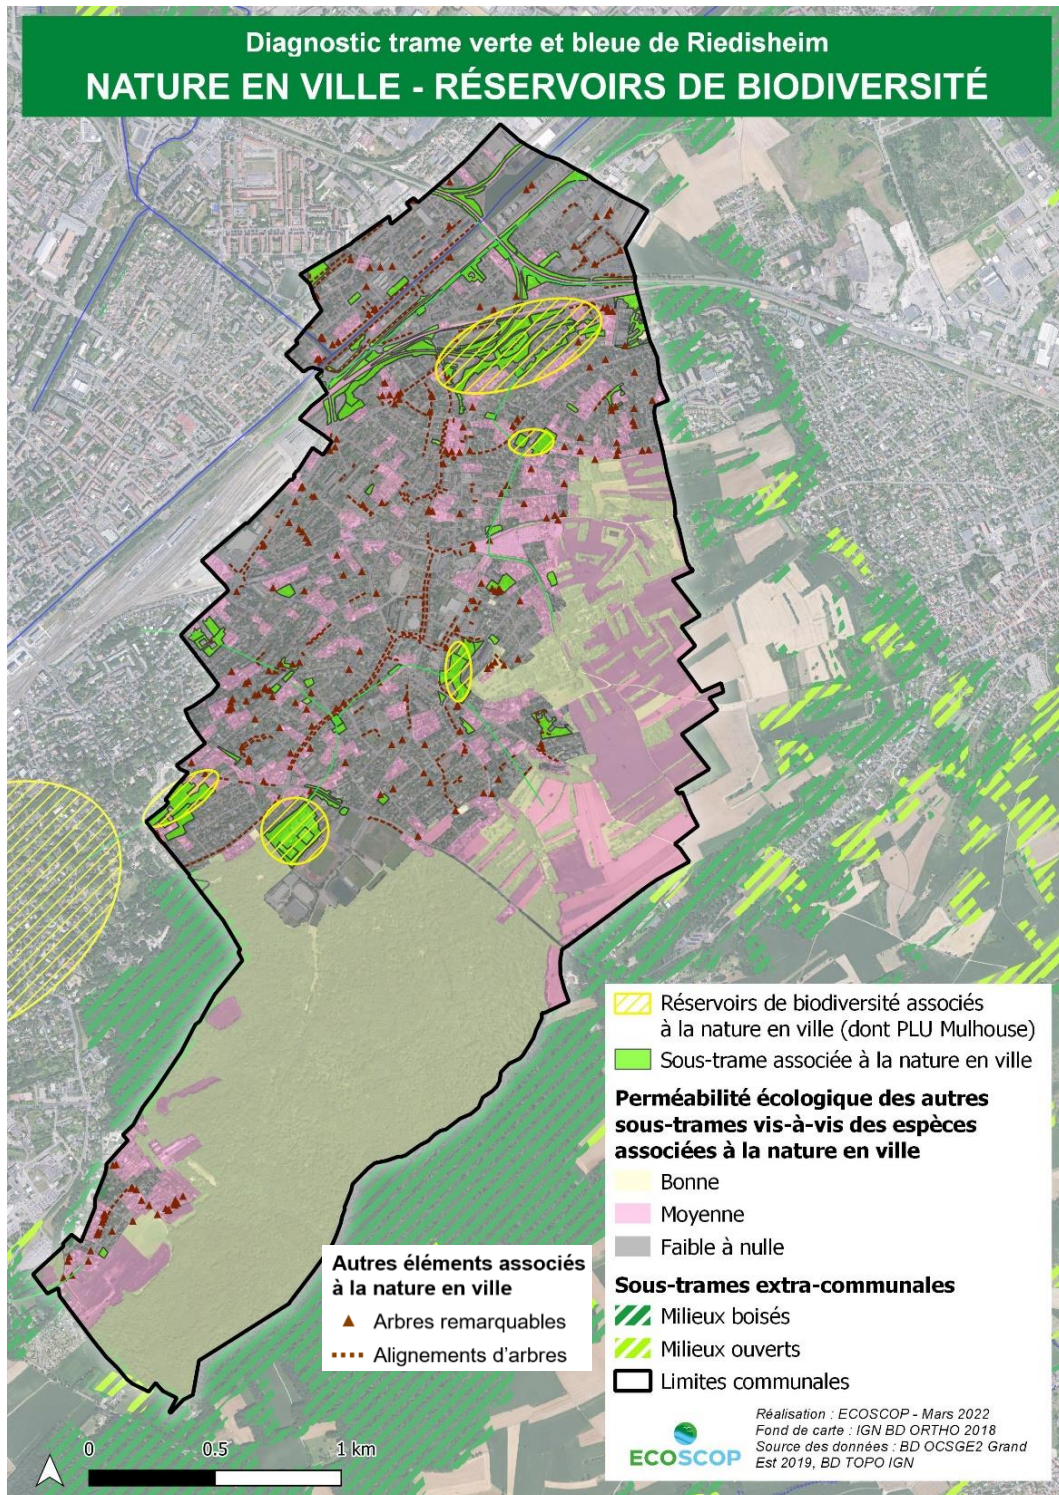 Diagnostic trame verte et bleue de Riedisheim
NATURE EN VILLE - RÉSERVOIRS DE BIODIVERSITÉ
Réservoirs de biodiversité associés
à la nature en ville (dont PLU Mulhouse)
Sous-trame associée à la nature en ville
Perméabilité écologique des autres
sous-trames vis-à-vis des espèces
associées à la nature en ville
Bonne
Moyenne
Faible à nulle
Sous-trames extra-communales
Milieux boisés
Milieux ouverts
Limites communales
Autres éléments associés
à la nature en ville
Arbres remarquables
Alignements d'arbres
Réalisation : ECOSCOP - Mars 2022
Fond de carte : IGN BD ORTHO 2018
Source des données : BD OCSGE2 Grand
Est 2019, BD TOPO IGN
ECOSCOP
0 0.5 1 km